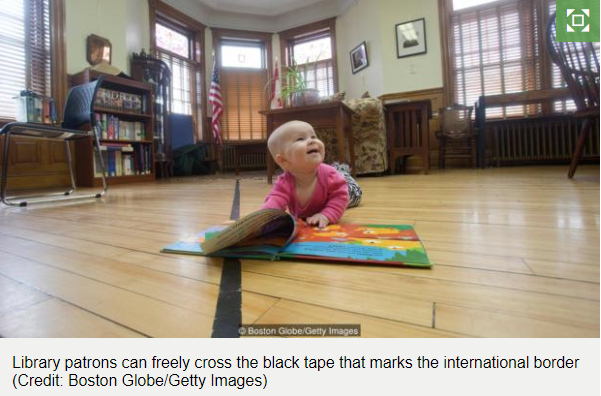 © Boston Globe/Getty Images
Library patrons can freely cross the black tape that marks the international border
(Credit: Boston Globe/Getty Images)